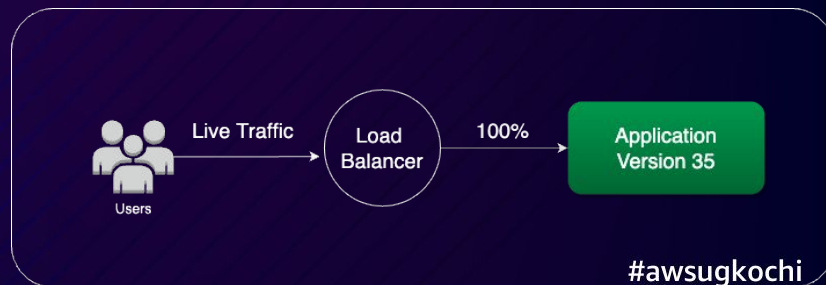 Live Traffic
Load
Balancer
100%
Application
Version 35
Users
#awsugkochi